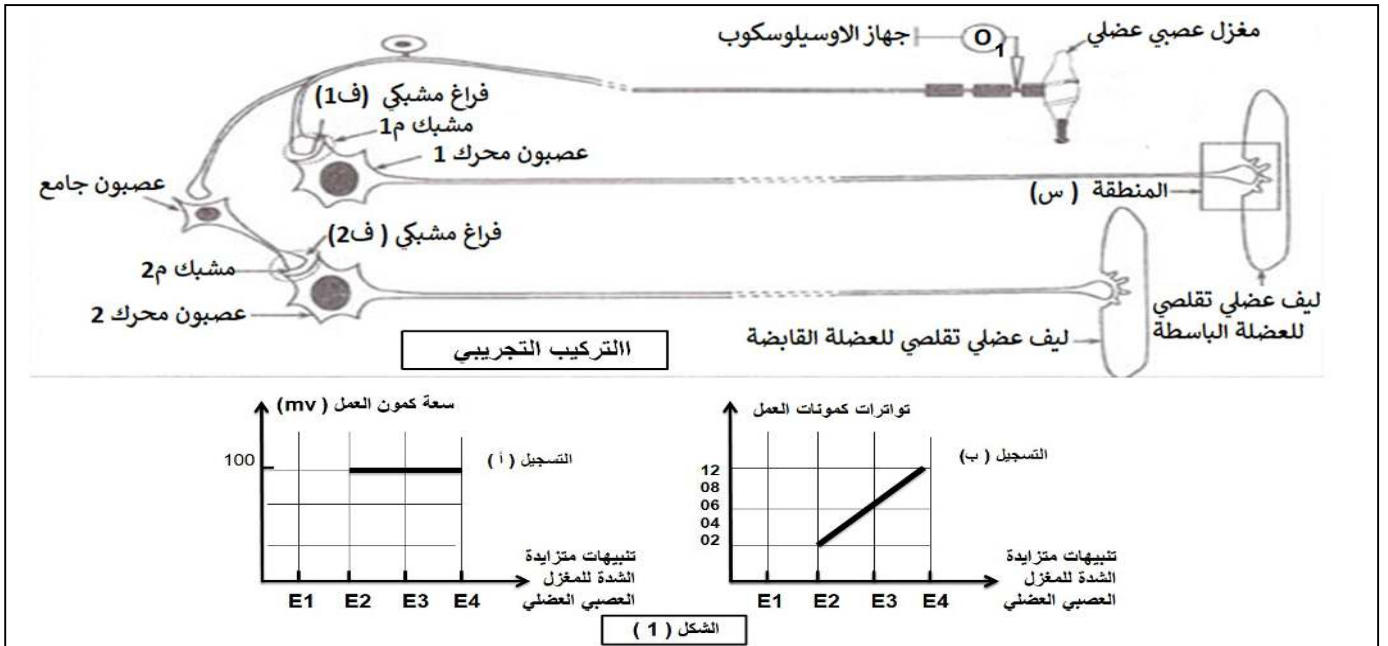 مغزل عصبي عضلي
جهاز الاوسيلوسكوب
O1
فراغ مشبكي (ف1)
مشبك م1
عصبون محرك 1
عصبون جامع
المنطقة (س)
فراغ مشبكي (ف2)
مشبك م2
عصبون محرك 2
ليف عضلي تقلصي
للعضلة الباسطة
ليف عضلي تقلصي للعضلة القابضة
االتركيب التجريبي
سعة كمون العمل (mv)
التسجيل (أ)
100
تنبيهات متزايدة
الشدة للمغزل
العصبي العضلي
E1 E2 E3 E4
تواترات كمونات العمل
التسجيل (ب)
12
08
06
04
02
تنبيهات متزايدة
الشدة للمغزل
العصبي العضلي
E1 E2 E3 E4
الشكل (1)